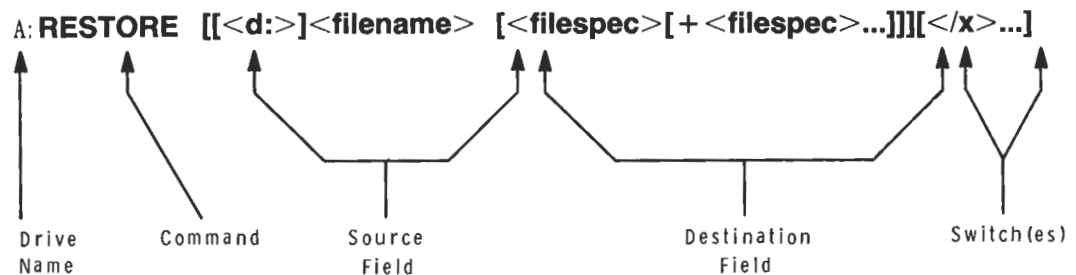 A: RESTORE [[<d:>]<filename> [<filespec>[+<filespec>...]]][</x>...]
Drive Name
Command
Source Field
Destination Field
Switch(es)